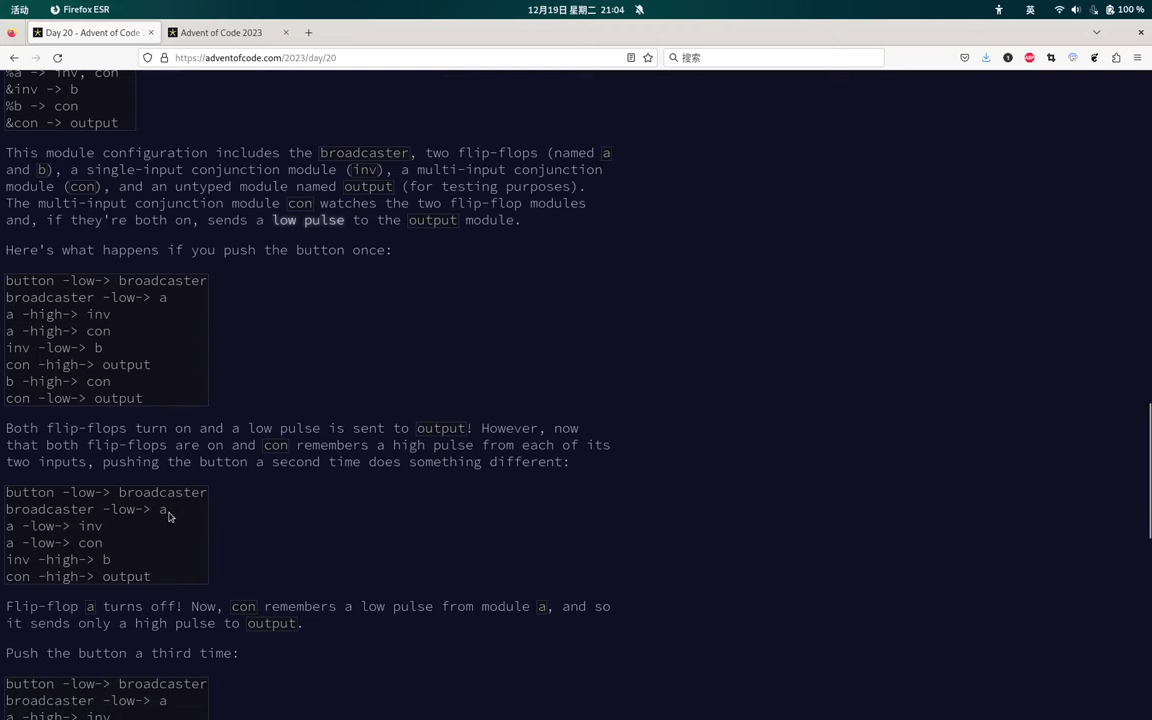 活动 Firefox ESR 12月19日 星期二 21:04 英 100 %
Day 20 - Advent of Code Advent of Code 2023
https://adventofcode.com/2023/day/20 搜索
%a -> inv, con
&inv -> b
%b -> con
&con -> output
This module configuration includes the broadcaster, two flip-flops (named a
and b), a single-input conjunction module (inv), a multi-input conjunction
module (con), and an untyped module named output (for testing purposes).
The multi-input conjunction module con watches the two flip-flop modules
and, if they're both on, sends a low pulse to the output module.
Here's what happens if you push the button once:
button -low-> broadcaster
broadcaster -low-> a
a -high-> inv
a -high-> con
inv -low-> b
con -high-> output
b -high-> con
con -low-> output
Both flip-flops turn on and a low pulse is sent to output! However, now
that both flip-flops are on and con remembers a high pulse from each of its
two inputs, pushing the button a second time does something different:
button -low-> broadcaster
broadcaster -low-> a
a -low-> inv
a -low-> con
inv -high-> b
con -high-> output
Flip-flop a turns off! Now, con remembers a low pulse from module a, and so
it sends only a high pulse to output.
Push the button a third time:
button -low-> broadcaster
broadcaster -low-> a
a -high-> inv